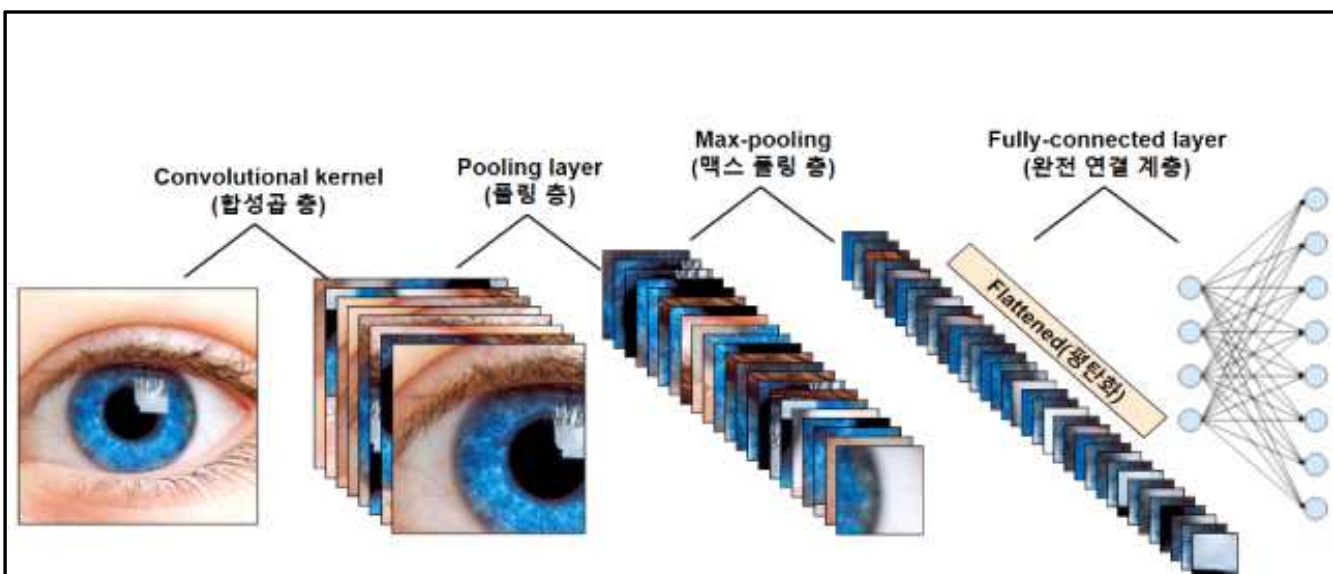 Convolutional kernel
(합성곱 층)
Pooling layer
(풀링 층)
Max-pooling
(맥스 풀링 층)
Fully-connected layer
(완전 연결 계층)
Flattened(평탄화)